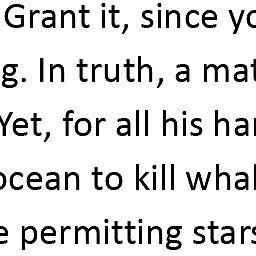 Grant it, since yo
g. In truth, a mat
Yet, for all his har
ocean to kill whal
e permitting stars